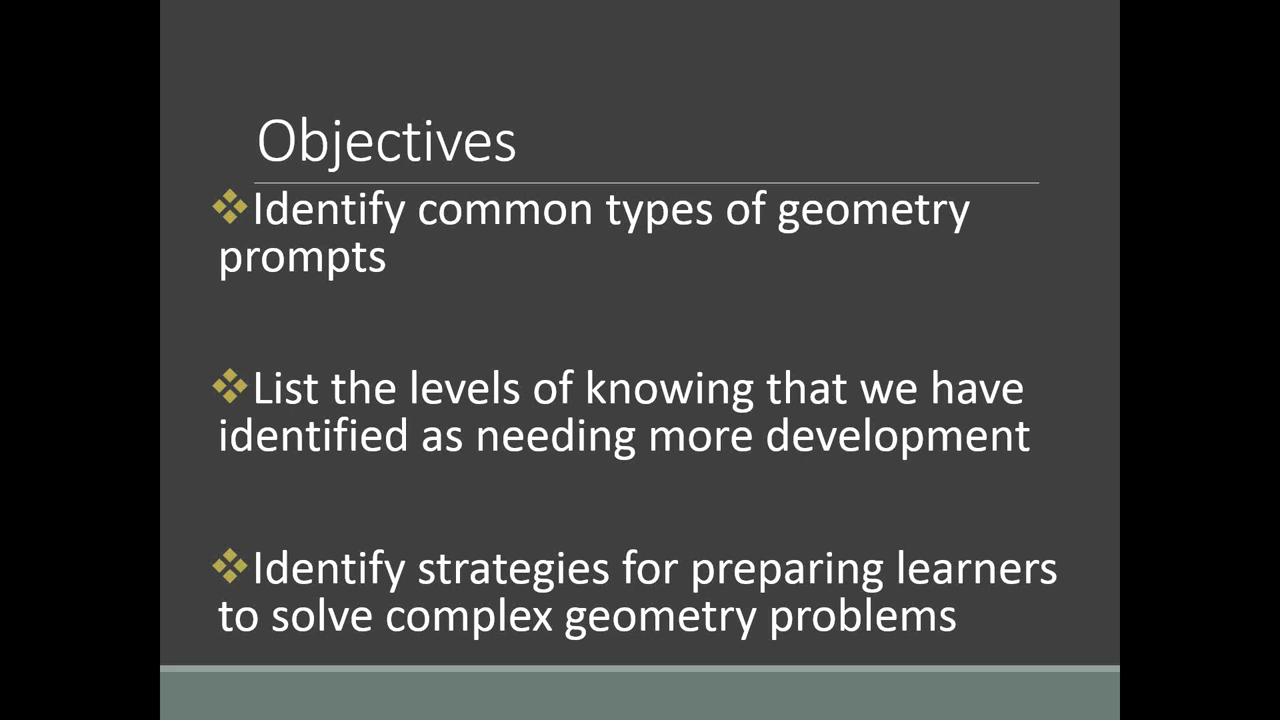 Objectives
❖Identify common types of geometry
prompts
❖List the levels of knowing that we have
identified as needing more development
❖Identify strategies for preparing learners
to solve complex geometry problems